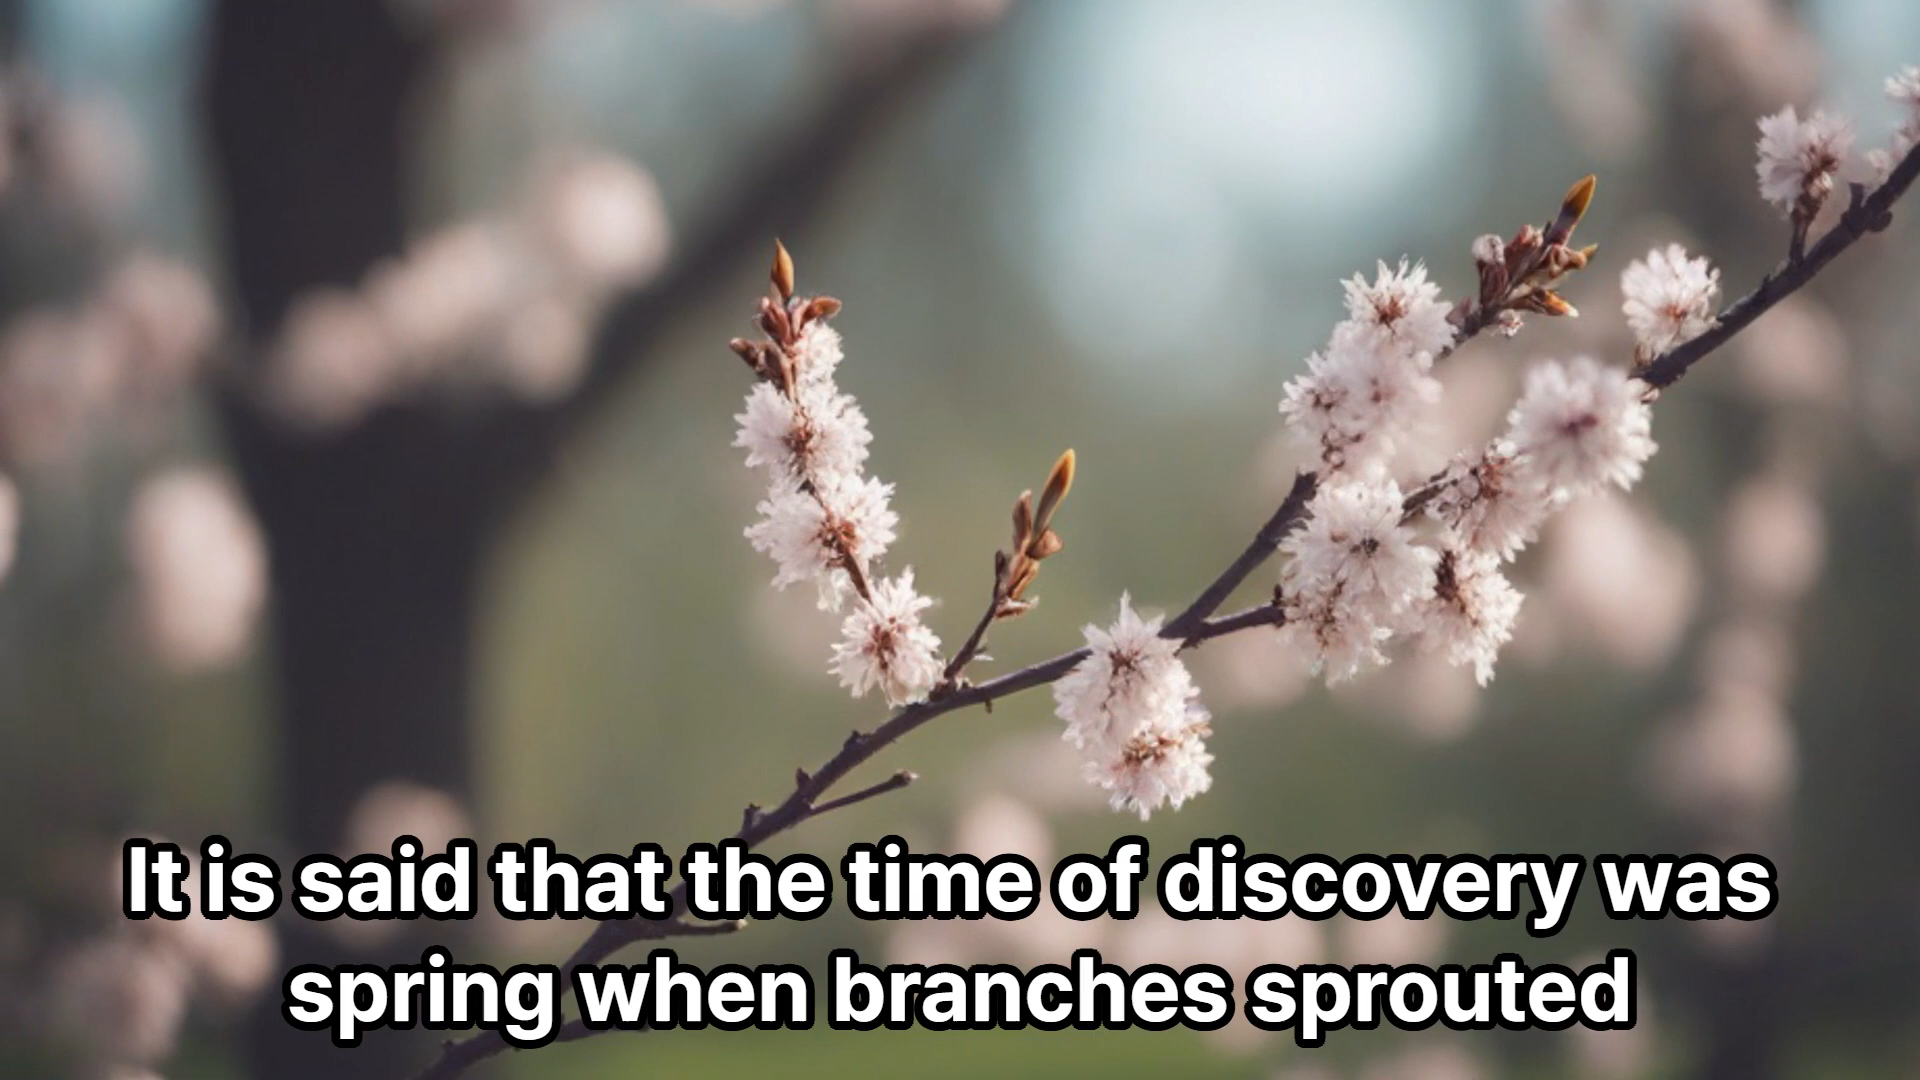 It is said that the time of discovery was
spring when branches sprouted